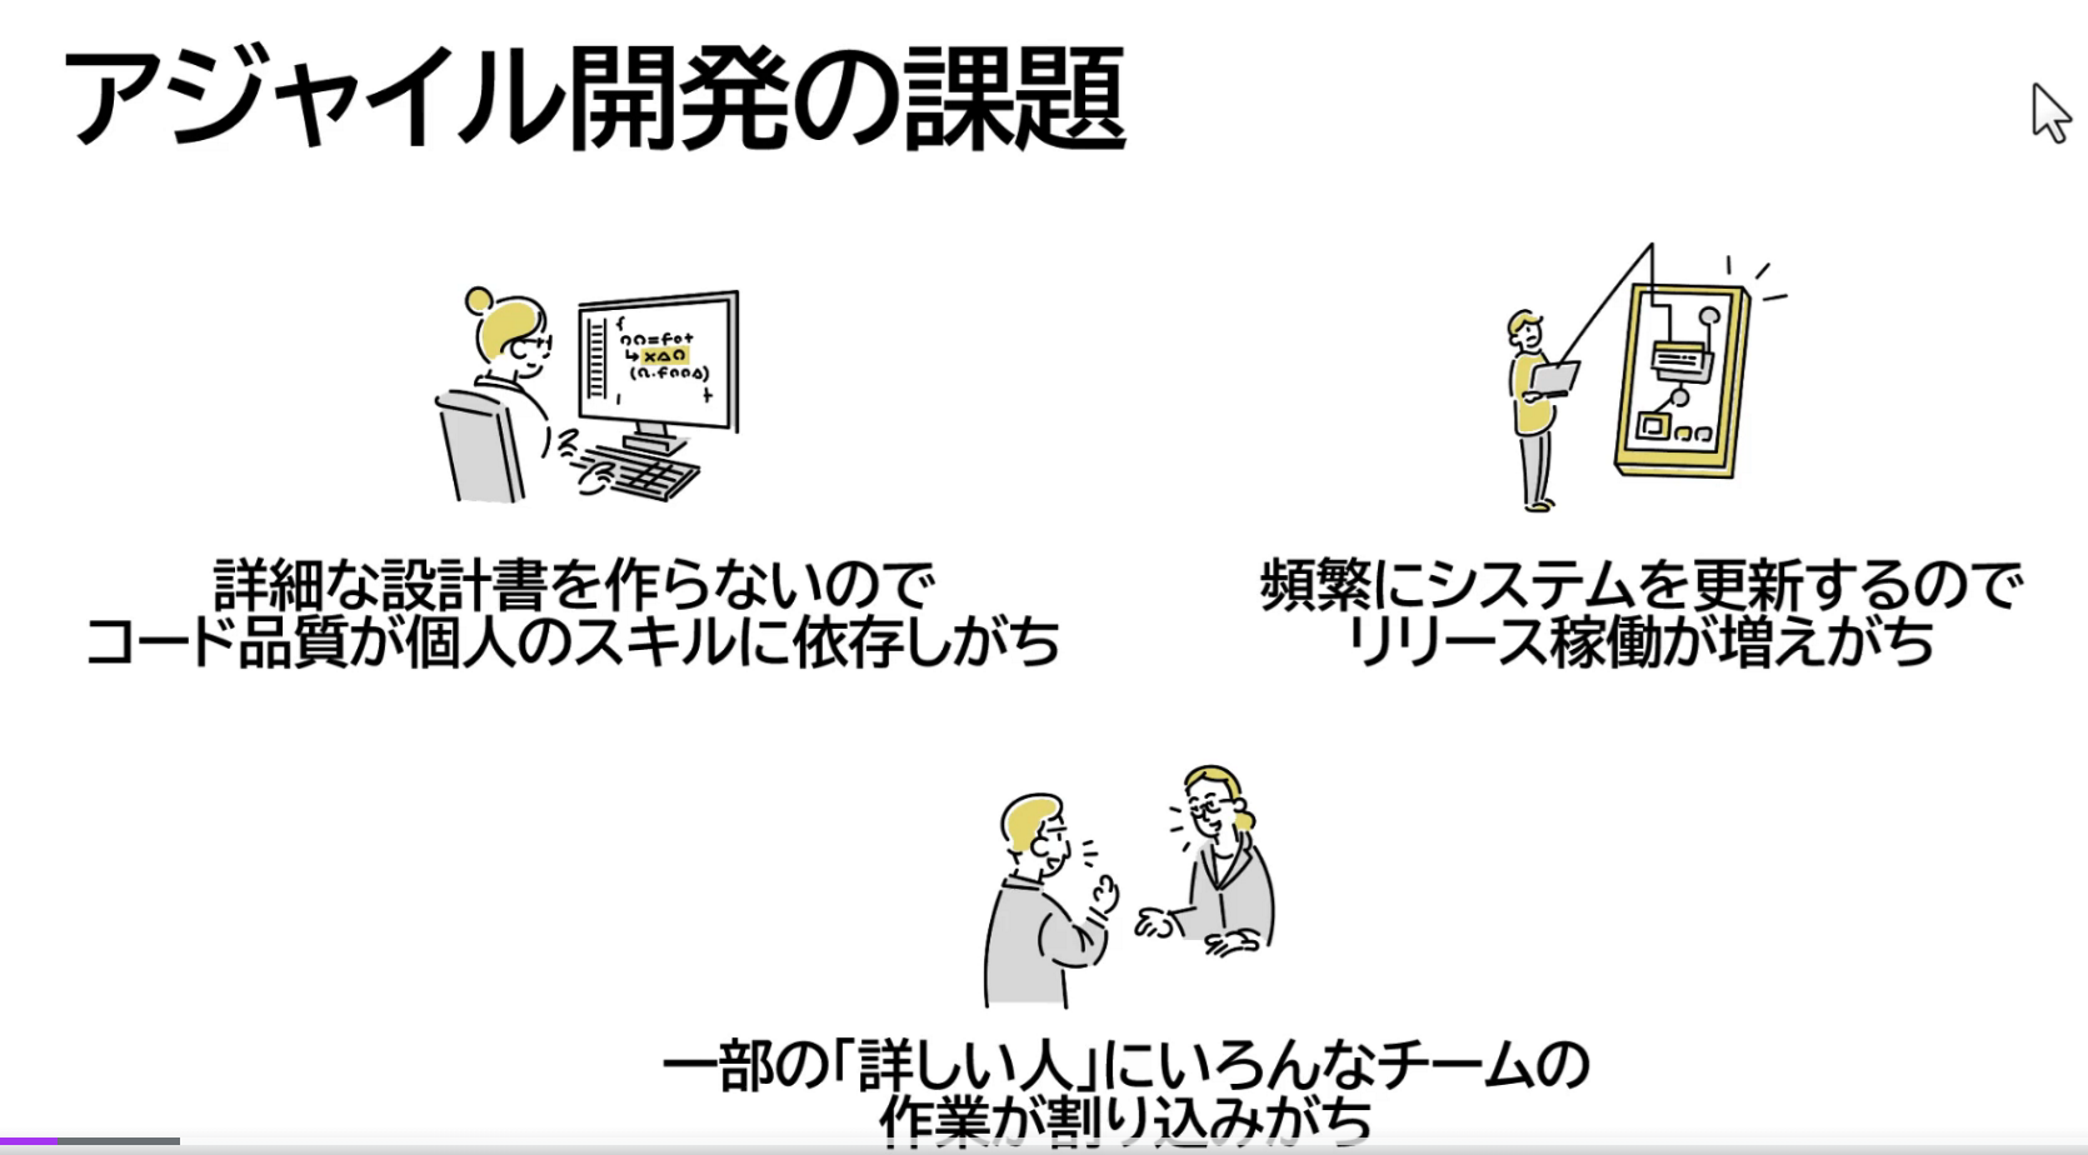 アジャイル開発の課題
詳細な設計書を作らないので
コード品質が個人のスキルに依存しがち
頻繁にシステムを更新するので
リリース稼働が増えがち
一部の「詳しい人」にいろんなチームの
作業が割り込みがち